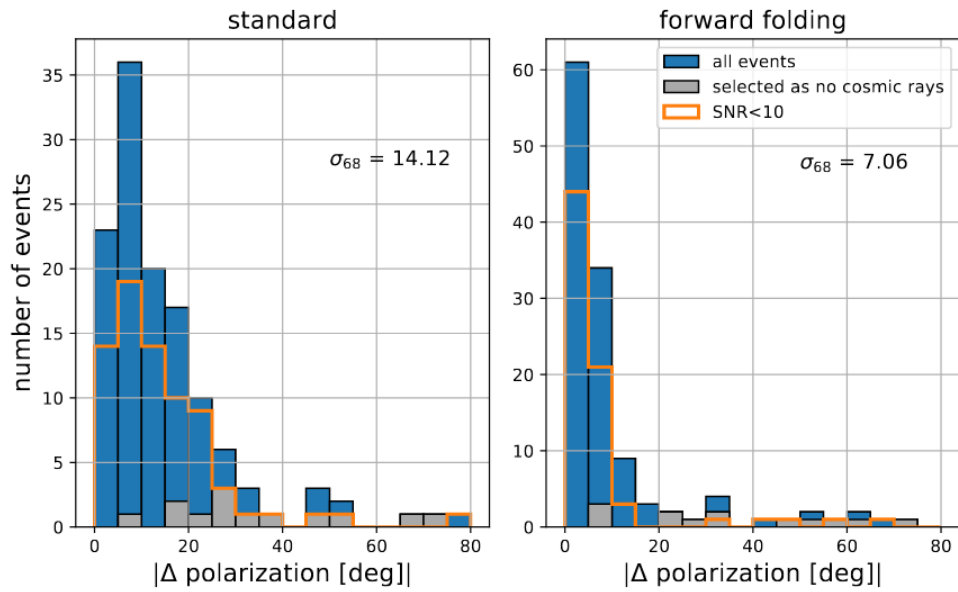 standard
number of events
35
30
25
20
15
10
5
0
σ68 = 14.12
0 20 40 60 80
|Δ polarization [deg]|
forward folding
60
50
40
30
20
10
0
all events
selected as no cosmic rays
SNR<10
σ68 = 7.06
0 20 40 60 80
|Δ polarization [deg]|